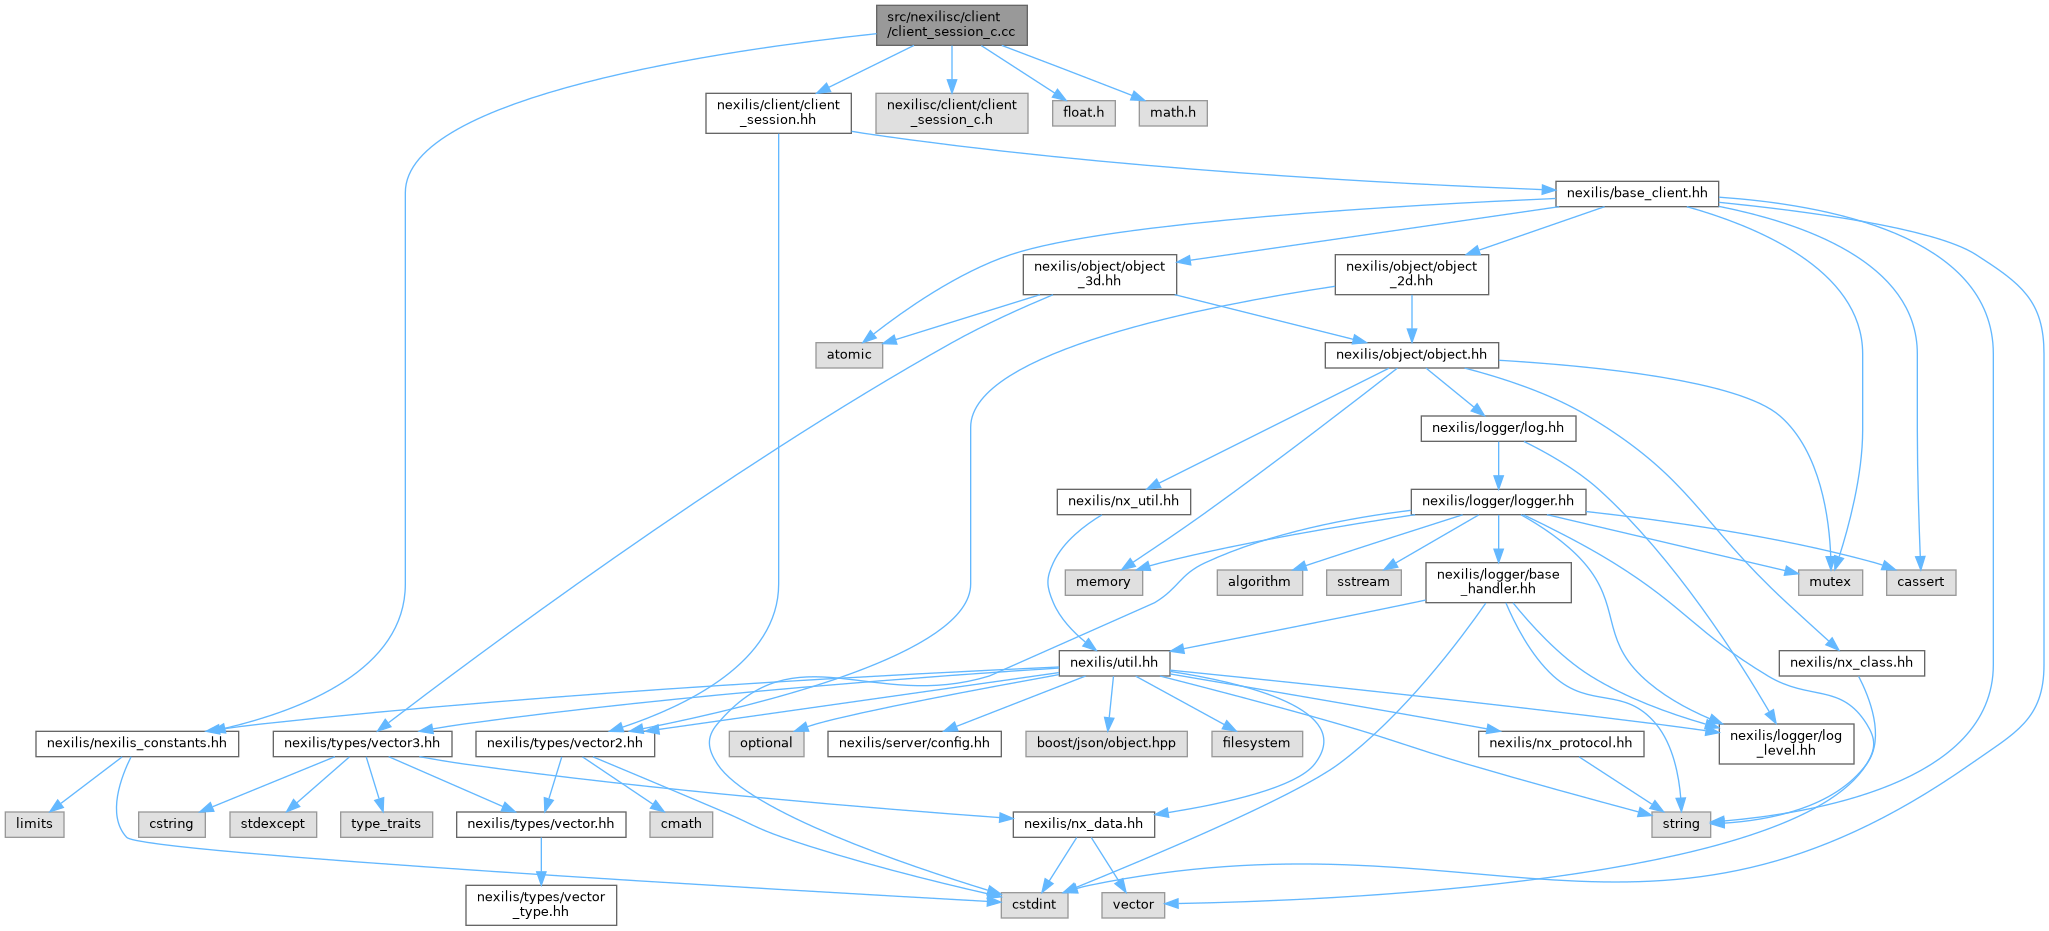 src/nexilisc/client
/client_session_c.cc
nexilis/client/client
_session.hh
nexilisc/client/client
_session_c.h
float.h
math.h
nexilis/base_client.hh
nexilis/object/object
_3d.hh
nexilis/object/object
_2d.hh
atomic
nexilis/object/object.hh
nexilis/logger/log.hh
nexilis/nx_util.hh
nexilis/logger/logger.hh
memory
algorithm
sstream
nexilis/logger/base
_handler.hh
mutex
cassert
nexilis/util.hh
nexilis/nx_class.hh
nexilis/nexilis_constants.hh
nexilis/types/vector3.hh
nexilis/types/vector2.hh
optional
nexilis/server/config.hh
boost/json/object.hpp
filesystem
nexilis/nx_protocol.hh
nexilis/logger/log
_level.hh
limits
cstring
stdexcept
type_traits
nexilis/types/vector.hh
cmath
nexilis/nx_data.hh
string
nexilis/types/vector
_type.hh
cstdint
vector